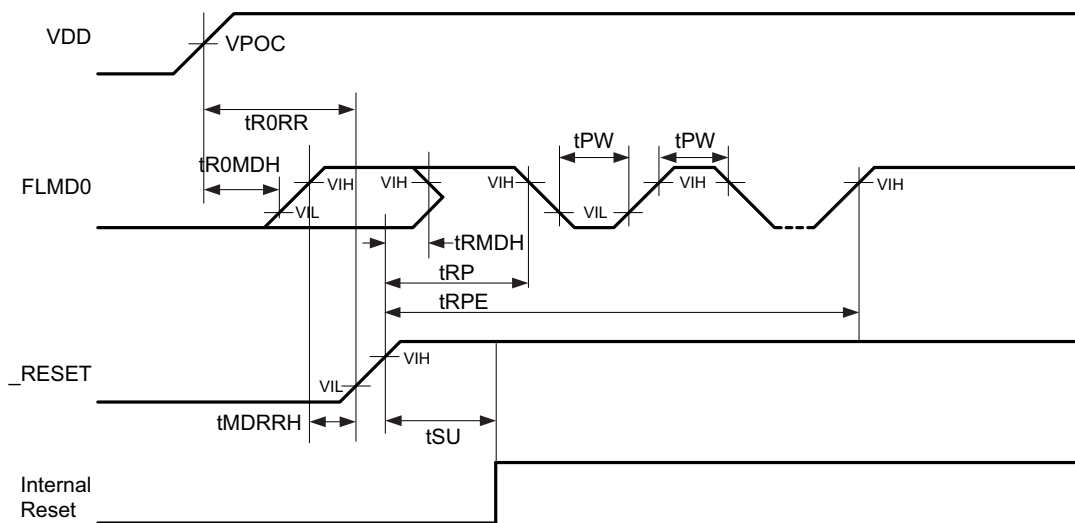 VDD
VPOC
tR0RR
tPW
tPW
tR0MDH
FLMD0
VIH
VIL
VIH
VIH
VIL
VIH
VIH
tRMDH
tRP
tRPE
_RESET
VIH
VIL
tMDRRH
tSU
Internal
Reset